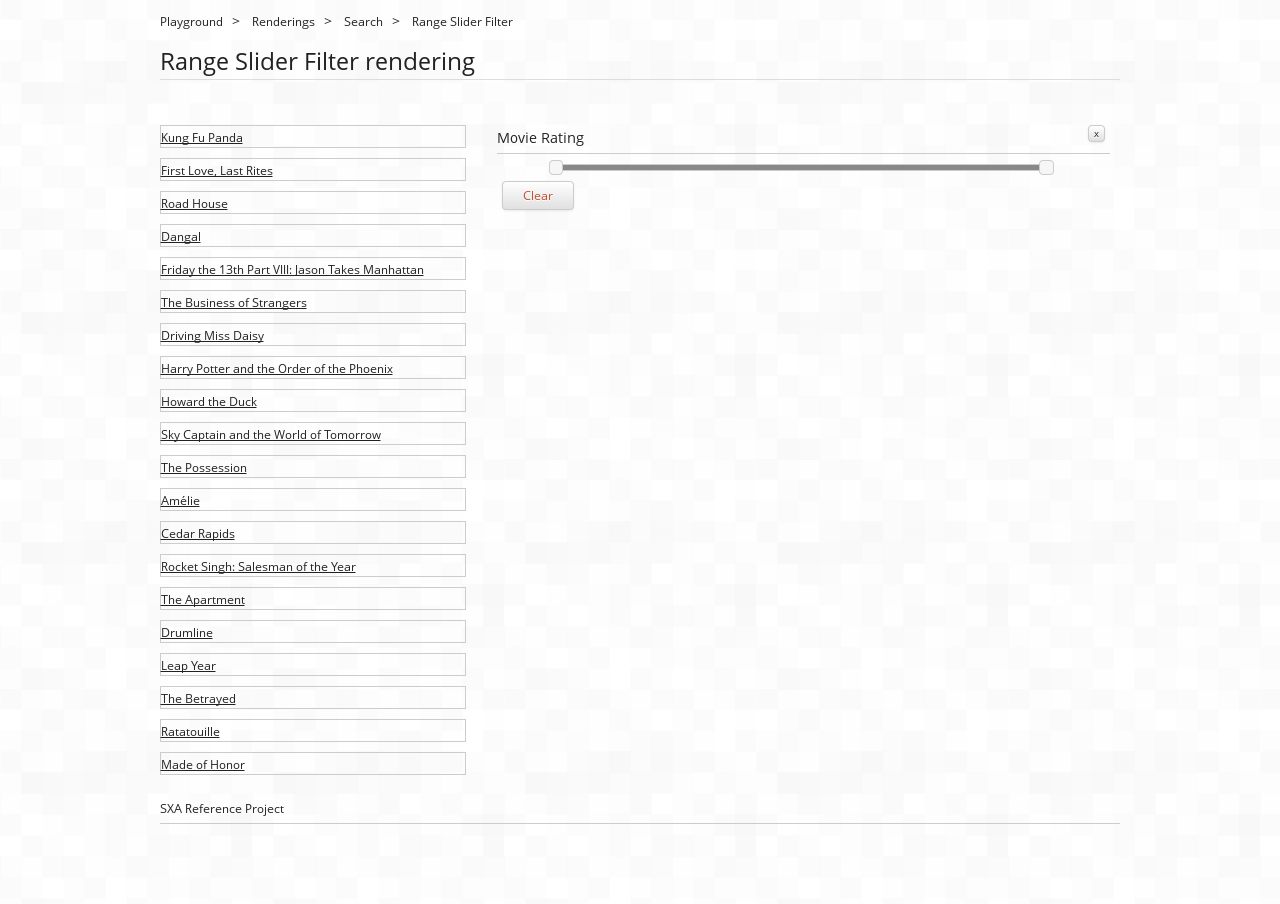 Playground > Renderings > Search > Range Slider Filter
Range Slider Filter rendering
Kung Fu Panda
First Love, Last Rites
Road House
Dangal
Friday the 13th Part VIII: Jason Takes Manhattan
The Business of Strangers
Driving Miss Daisy
Harry Potter and the Order of the Phoenix
Howard the Duck
Sky Captain and the World of Tomorrow
The Possession
Amélie
Cedar Rapids
Rocket Singh: Salesman of the Year
The Apartment
Drumline
Leap Year
The Betrayed
Ratatouille
Made of Honor
Movie Rating
x
Clear
SXA Reference Project